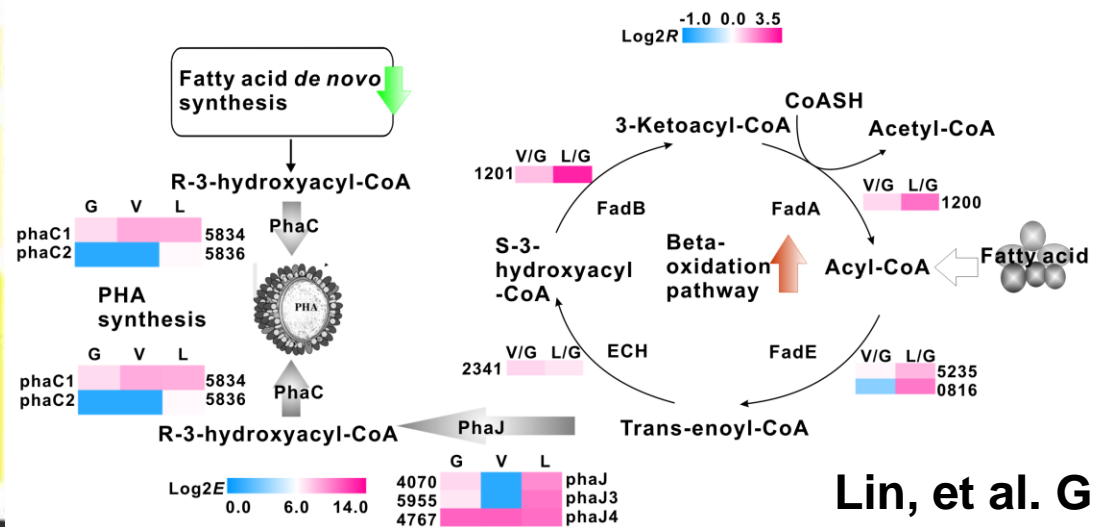 -1.0 0.0 3.5
Log2R
Fatty acid de novo
synthesis
CoASH
3-Ketoacyl-CoA
Acetyl-CoA
V/G L/G
1201
V/G L/G
1200
R-3-hydroxyacyl-CoA
G V L
phaC1 5834
phaC2 5836
PhaC
FadB
FadA
S-3-
hydroxyacyl
-CoA
Beta-
oxidation
pathway
Acyl-CoA
Fatty acid
PHA
synthesis
PHA
G V L
phaC1 5834
phaC2 5836
PhaC
V/G L/G
2341
ECH
FadE
V/G L/G
5235
0816
R-3-hydroxyacyl-CoA
PhaJ
Trans-enoyl-CoA
G V L
4070 phaJ
5955 phaJ3
4767 phaJ4
Log2E
0.0 6.0 14.0
Lin, et al. G